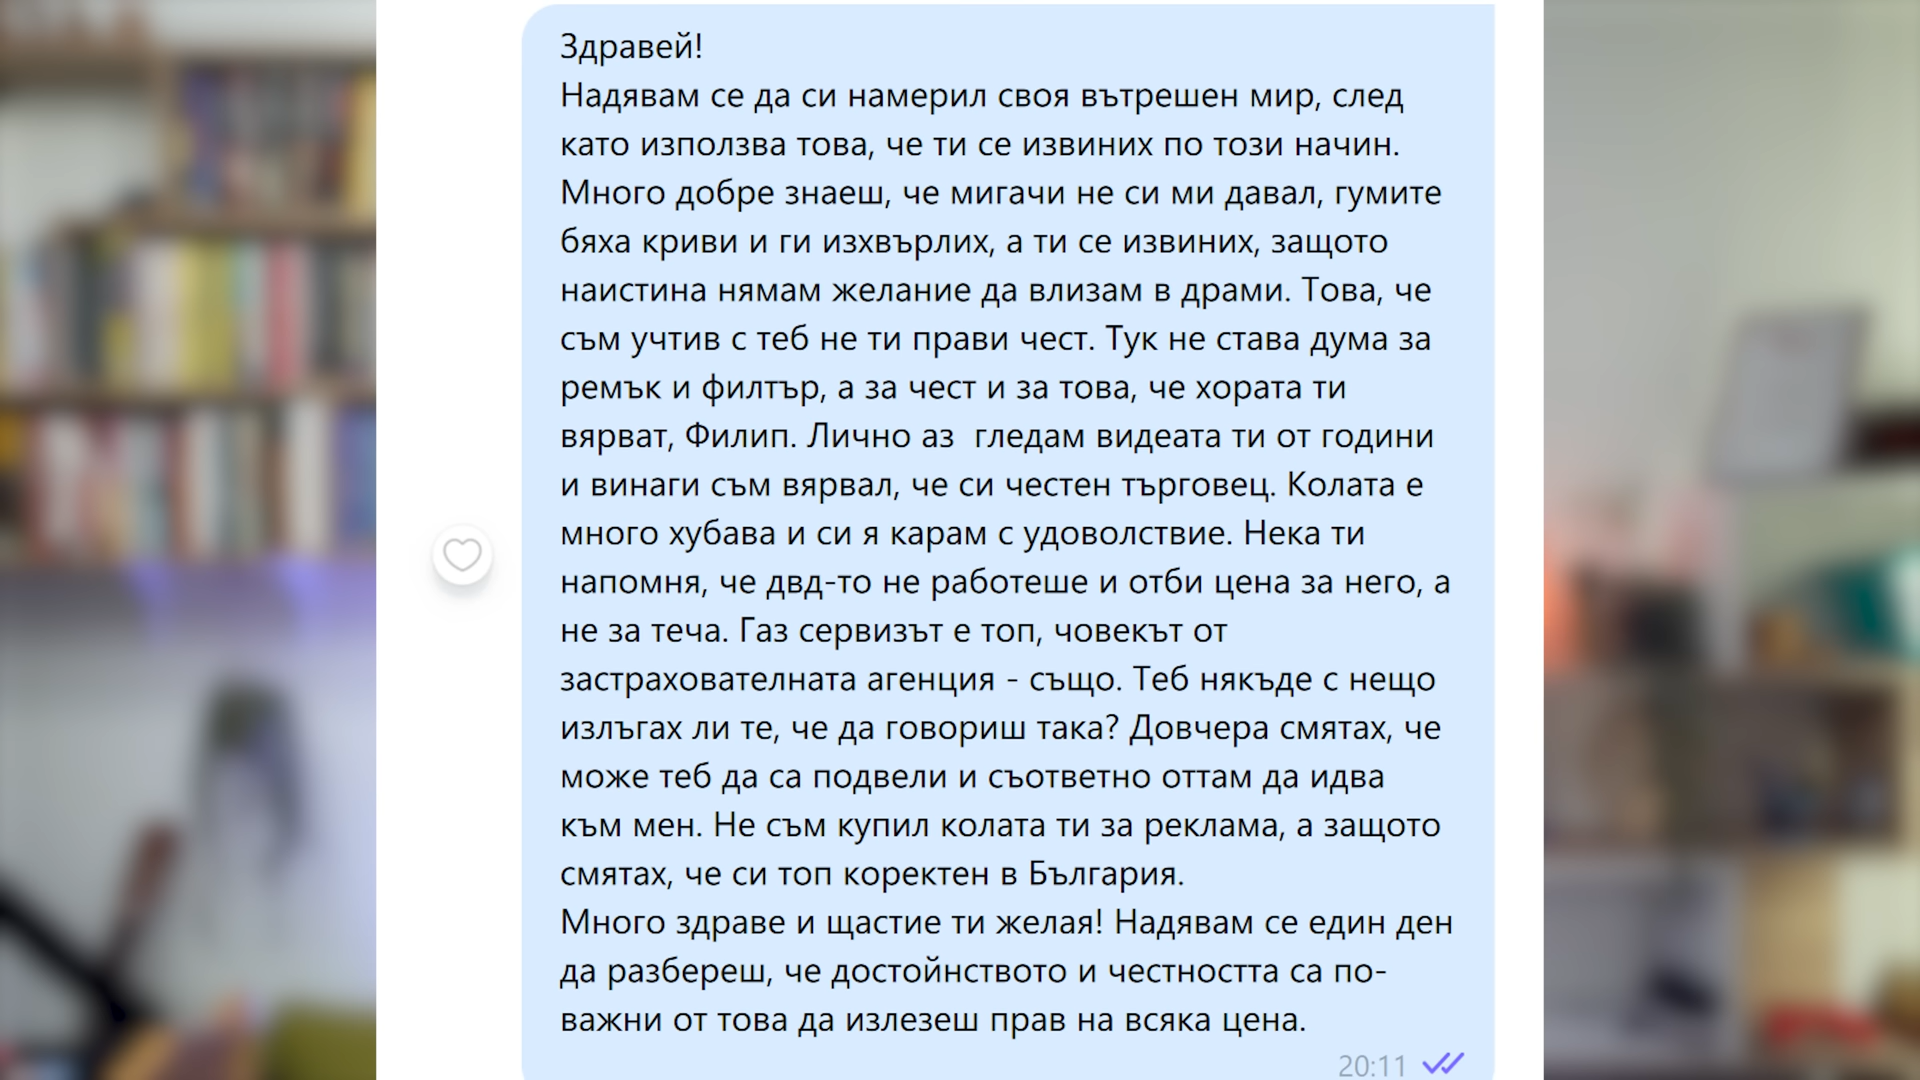 Здравей!
Надявам се да си намерил своя вътрешен мир, след
като използва това, че ти се извиних по този начин.
Много добре знаеш, че мигачи не си ми давал, гумите
бяха криви и ги изхвърлих, а ти се извиних, защото
наистина нямам желание да влизам в драми. Това, че
съм учтив с теб не ти прави чест. Тук не става дума за
ремък и филтър, а за чест и за това, че хората ти
вярват, Филип. Лично аз  гледам видеата ти от години
и винаги съм вярвал, че си честен търговец. Колата е
много хубава и си я карам с удоволствие. Нека ти
напомня, че двд-то не работеше и отби цена за него, а
не за теча. Газ сервизът е топ, човекът от
застрахователната агенция - също. Теб някъде с нещо
излъгах ли те, че да говориш така? Довчера смятах, че
може теб да са подвели и съответно оттам да идва
към мен. Не съм купил колата ти за реклама, а защото
смятах, че си топ коректен в България.
Много здраве и щастие ти желая! Надявам се един ден
да разбереш, че достойнството и честността са по-
важни от това да излезеш прав на всяка цена.
20:11